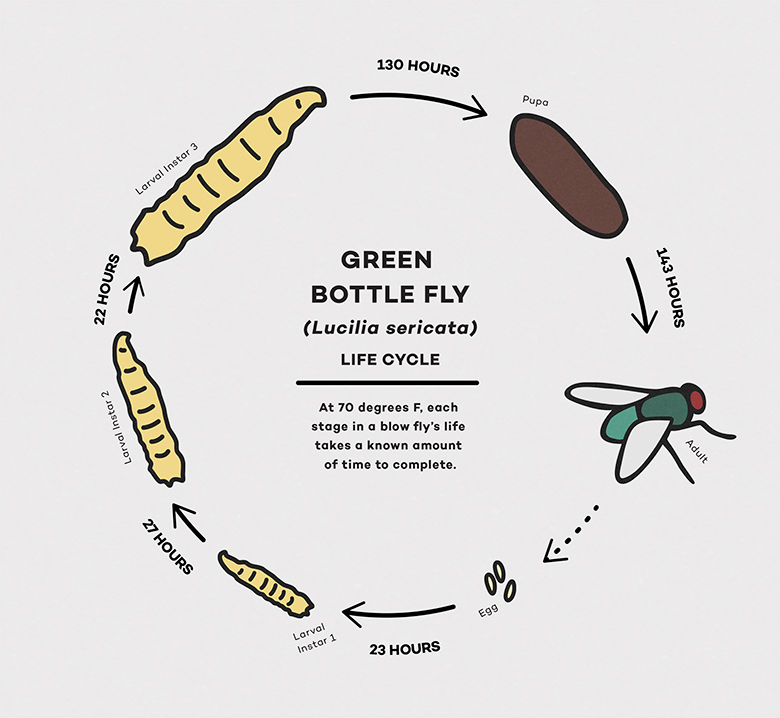 GREEN
BOTTLE FLY
(Lucilia sericata)
LIFE CYCLE
At 70 degrees F, each
stage in a blow fly's life
takes a known amount
of time to complete.
130 HOURS
Pupa
143 HOURS
Adult
Egg
23 HOURS
Larval
Instar 1
27 HOURS
Larval Instar 2
22 HOURS
Larval Instar 3